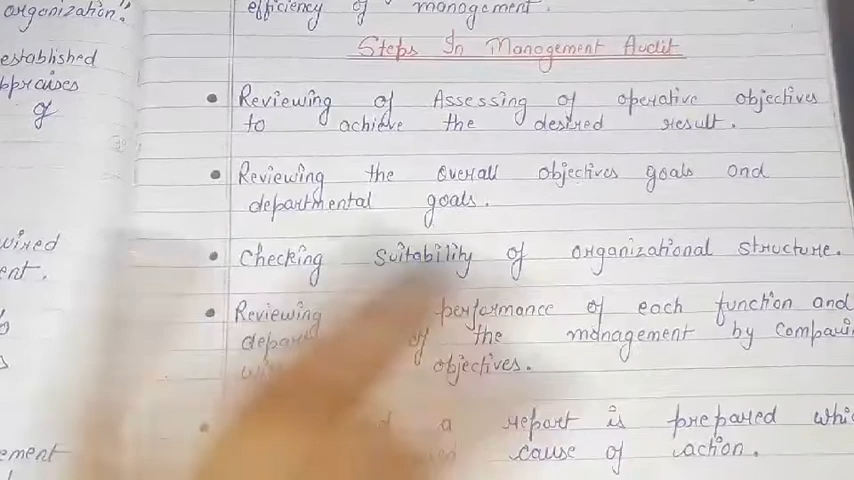 organization".
established
appraises
of
ement
efficiency of management.
Steps In Management Audit
Reviewing of Assessing of operative objectives
to achieve the desired result.
Reviewing the overall objectives goals and
departmental goals.
Checking suitability of organizational structure.
Reviewing performance of each function and
of the management by
objectives.
a report is prepared
cause of action.